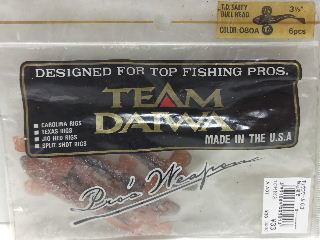 T.D. SALTY
BULL HEAD
3½"
COLOR: 080A
6pcs
DESIGNED FOR TOP FISHING PROS.
TEAM
DAIWA
CAROLINA RIGS
TEXAS RIGS
JIG HED RIGS
SPLIT SHOT RIGS
MADE IN THE U.S.A
Pro's Weapon